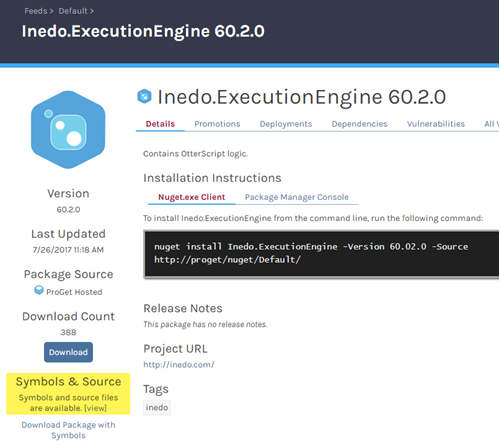 Feeds > Default >
Inedo.ExecutionEngine 60.2.0
Inedo.ExecutionEngine 60.2.0
Details Promotions Deployments Dependencies Vulnerabilities All V
Contains OtterScript logic.
Installation Instructions
Nuget.exe Client Package Manager Console
To install Inedo.ExecutionEngine from the command line, run the following command:
nuget install Inedo.ExecutionEngine -Version 60.02.0 -Source
http://proget/nuget/Default/
Release Notes
This package has no release notes.
Project URL
http://inedo.com/
Tags
inedo
Version
60.2.0
Last Updated
7/26/2017 11:18 AM
Package Source
ProGet Hosted
Download Count
388
Download
Symbols & Source
Symbols and source files
are available. [view]
Download Package with
Symbols